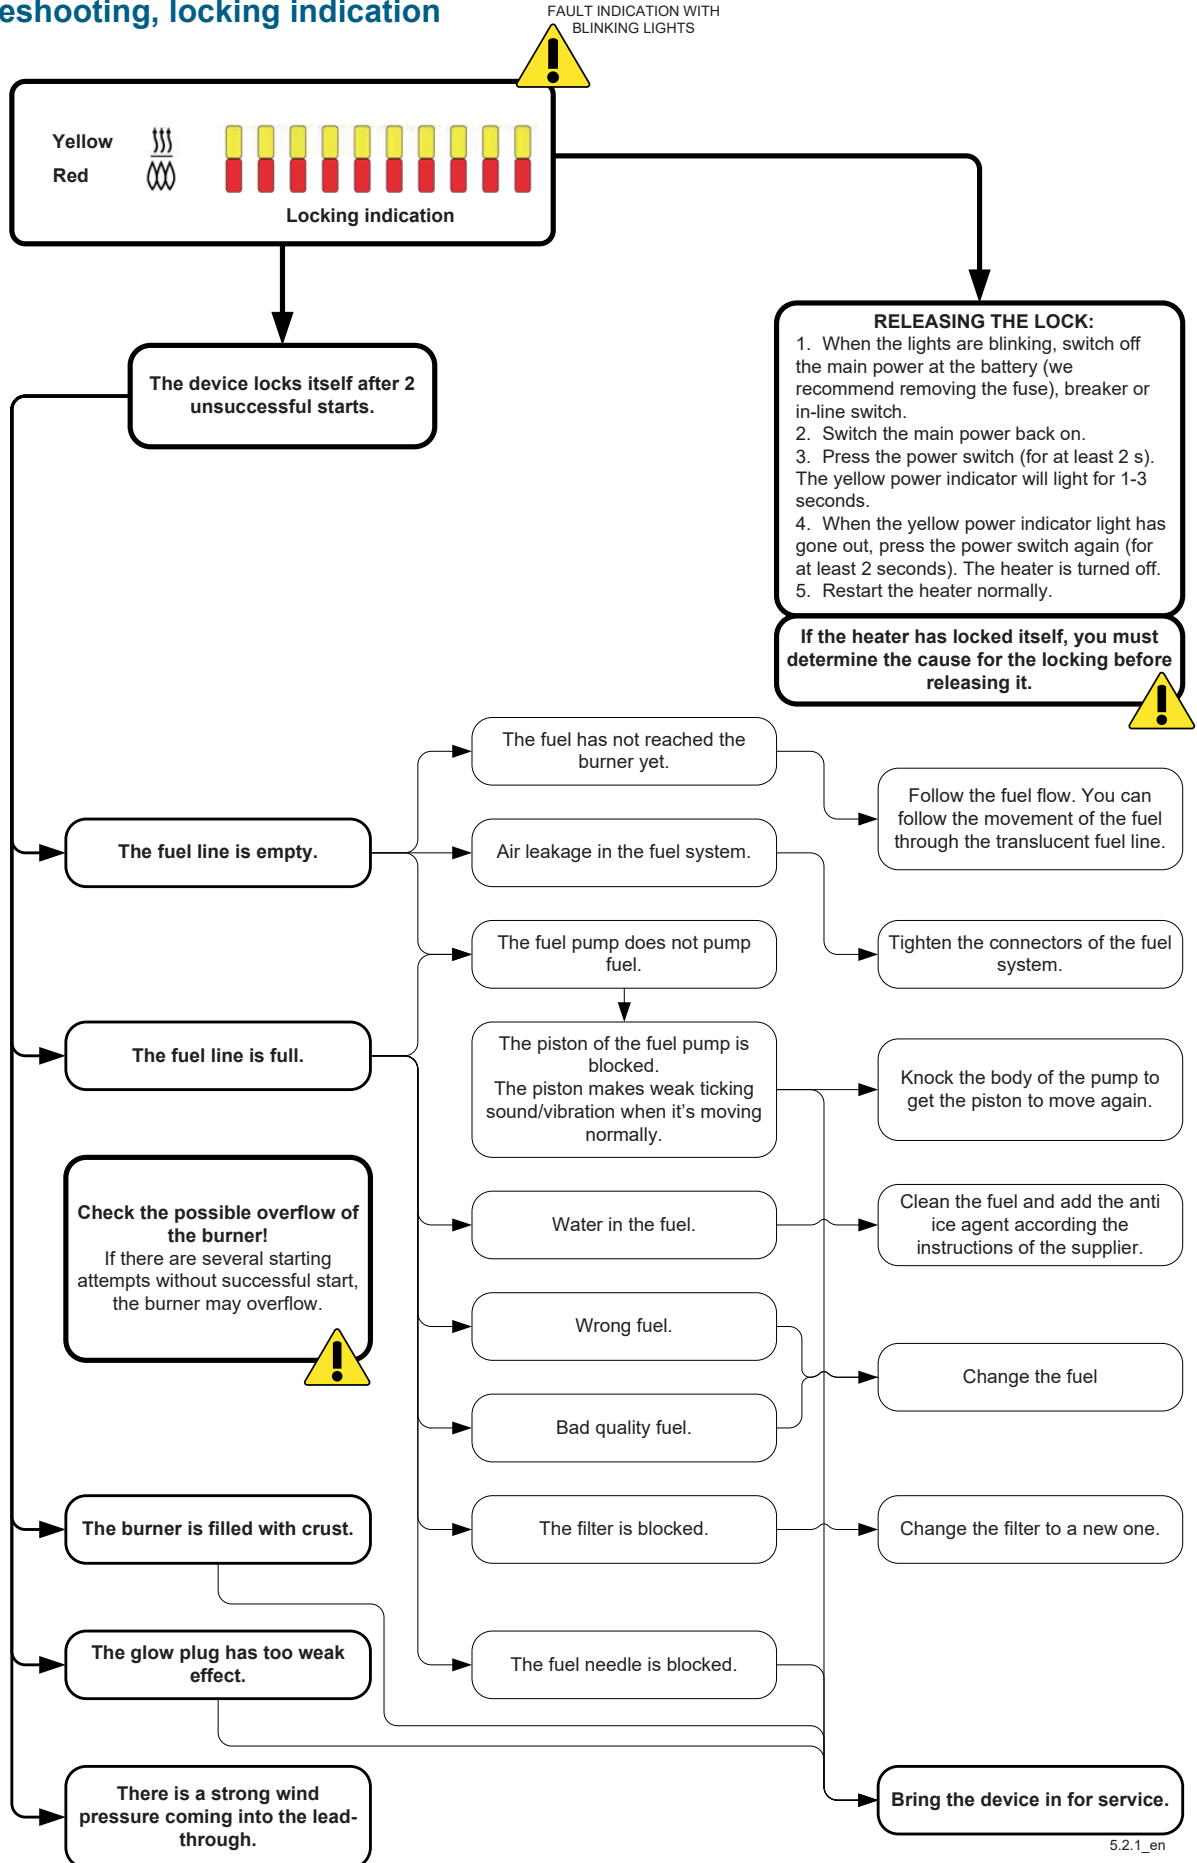 eshooting, locking indication
FAULT INDICATION WITH
BLINKING LIGHTS
Yellow
Red
Locking indication
The device locks itself after 2
unsuccessful starts.
RELEASING THE LOCK:
1. When the lights are blinking, switch off
the main power at the battery (we
recommend removing the fuse), breaker or
in-line switch.
2. Switch the main power back on.
3. Press the power switch (for at least 2 s).
The yellow power indicator will light for 1-3
seconds.
4. When the yellow power indicator light has
gone out, press the power switch again (for
at least 2 seconds). The heater is turned off.
5. Restart the heater normally.
If the heater has locked itself, you must
determine the cause for the locking before
releasing it.
The fuel has not reached the
burner yet.
Follow the fuel flow. You can
follow the movement of the fuel
through the translucent fuel line.
The fuel line is empty.
Air leakage in the fuel system.
The fuel pump does not pump
fuel.
Tighten the connectors of the fuel
system.
The fuel line is full.
The piston of the fuel pump is
blocked.
The piston makes weak ticking
sound/vibration when it's moving
normally.
Knock the body of the pump to
get the piston to move again.
Check the possible overflow of
the burner!
If there are several starting
attempts without successful start,
the burner may overflow.
Water in the fuel.
Clean the fuel and add the anti
ice agent according the
instructions of the supplier.
Wrong fuel.
Change the fuel
Bad quality fuel.
The burner is filled with crust.
The filter is blocked.
Change the filter to a new one.
The glow plug has too weak
effect.
The fuel needle is blocked.
There is a strong wind
pressure coming into the lead-
through.
Bring the device in for service.
5.2.1_en